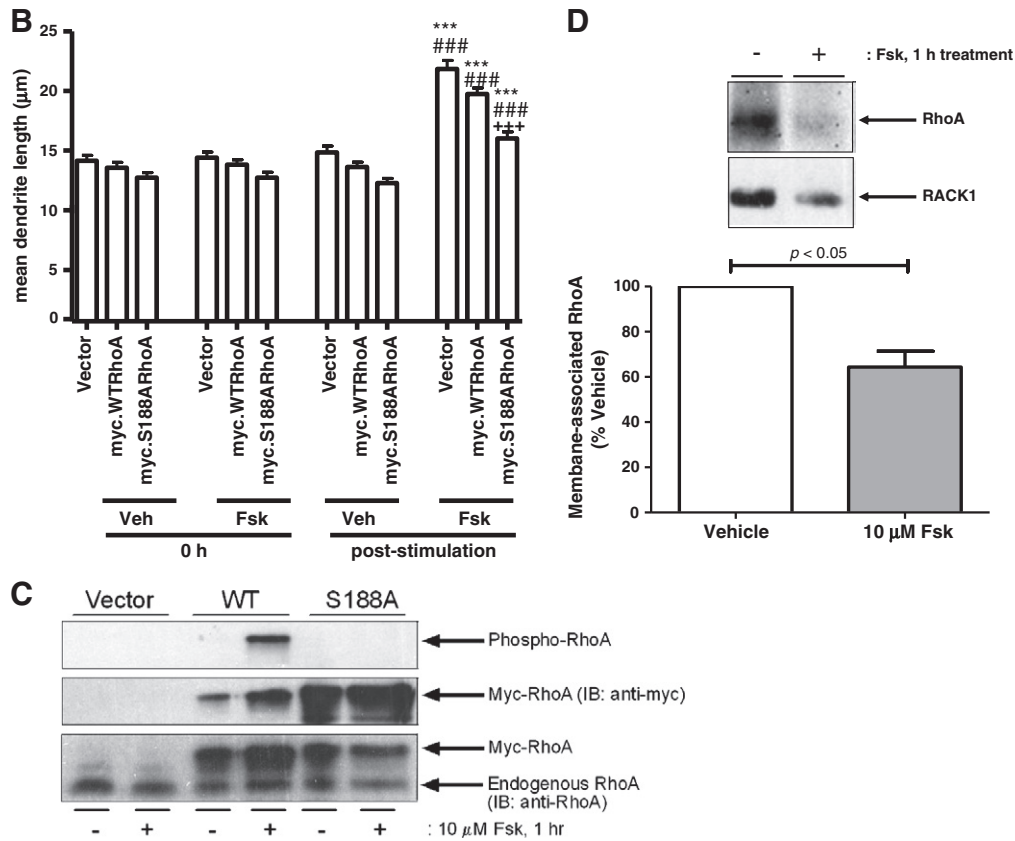 B
mean dendrite length (μm)
25
20
15
10
5
0
***
###
***
###
***
###
+++
Vector
myc.WTRhoA
myc.S188ARhoA
Vector
myc.WTRhoA
myc.S188ARhoA
Vector
myc.WTRhoA
myc.S188ARhoA
Vector
myc.WTRhoA
myc.S188ARhoA
Veh
Fsk
Veh
Fsk
0 h
post-stimulation
D
- + : Fsk, 1 h treatment
RhoA
RACK1
p < 0.05
Membane-associated RhoA
(% Vehicle)
100
80
60
40
20
0
Vehicle
10 μM Fsk
C
Vector WT S188A
Phospho-RhoA
Myc-RhoA (IB: anti-myc)
Myc-RhoA
Endogenous RhoA
(IB: anti-RhoA)
- + - + - + : 10 μM Fsk, 1 hr